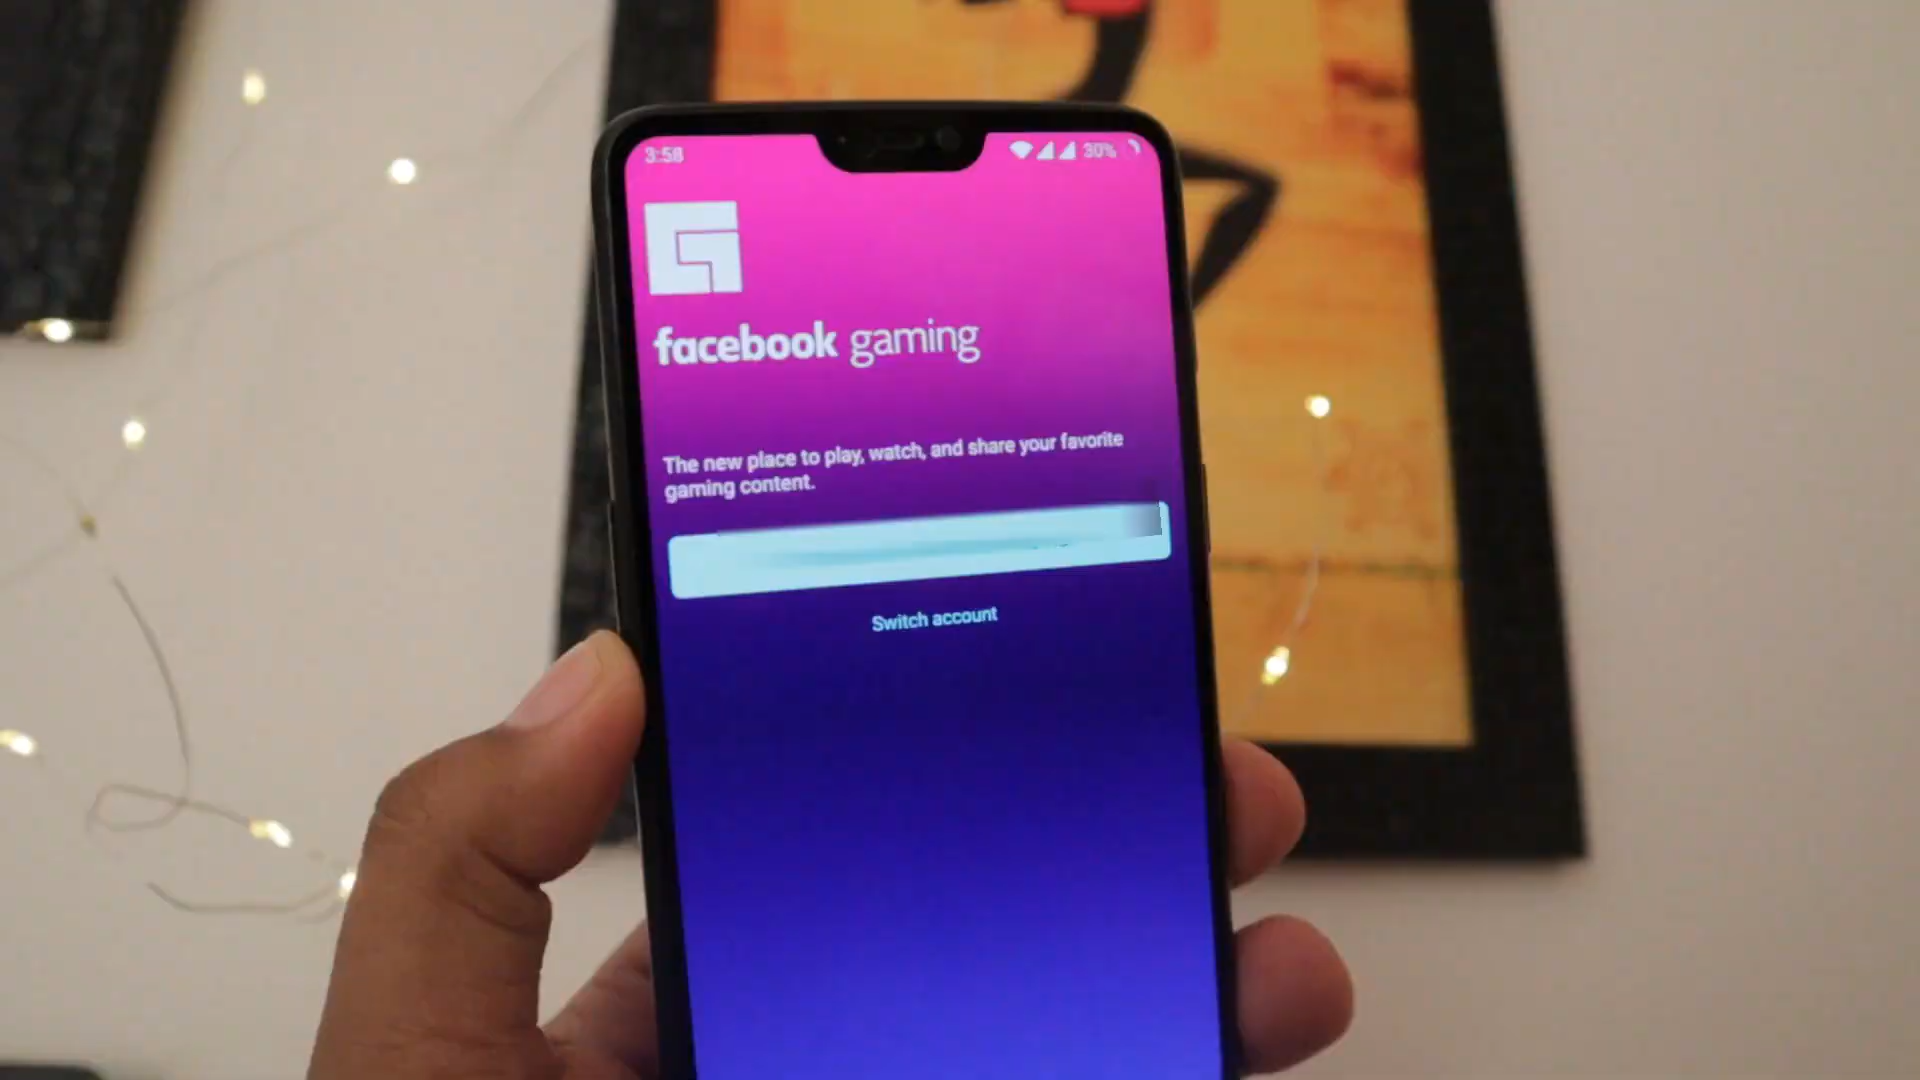 3:58
30%
facebook gaming
The new place to play, watch, and share your favorite
gaming content.
Switch account